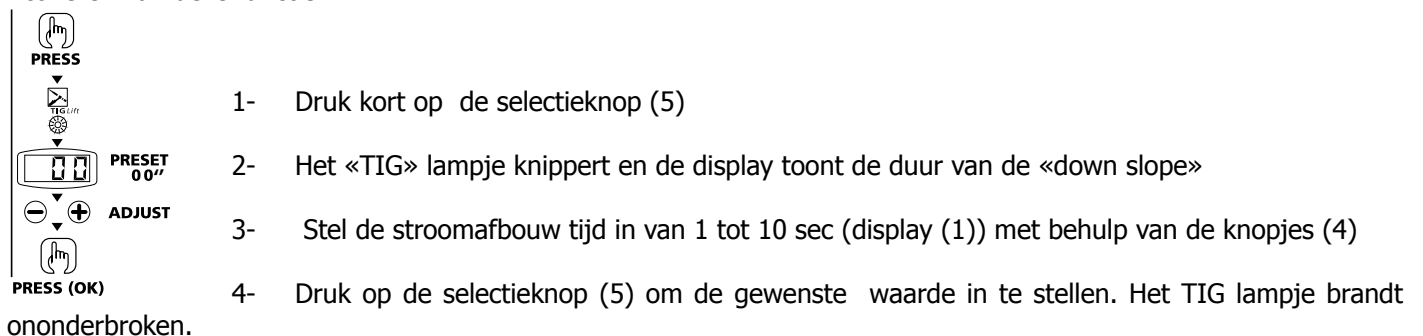 PRESS
TIG Lift
00 PRESET
00"
ADJUST
PRESS (OK)
1- Druk kort op de selectieknop (5)
2- Het «TIG» lampje knippert en de display toont de duur van de «down slope»
3- Stel de stroomafbouw tijd in van 1 tot 10 sec (display (1)) met behulp van de knopjes (4)
4- Druk op de selectieknop (5) om de gewenste waarde in te stellen. Het TIG lampje brandt
ononderbroken.